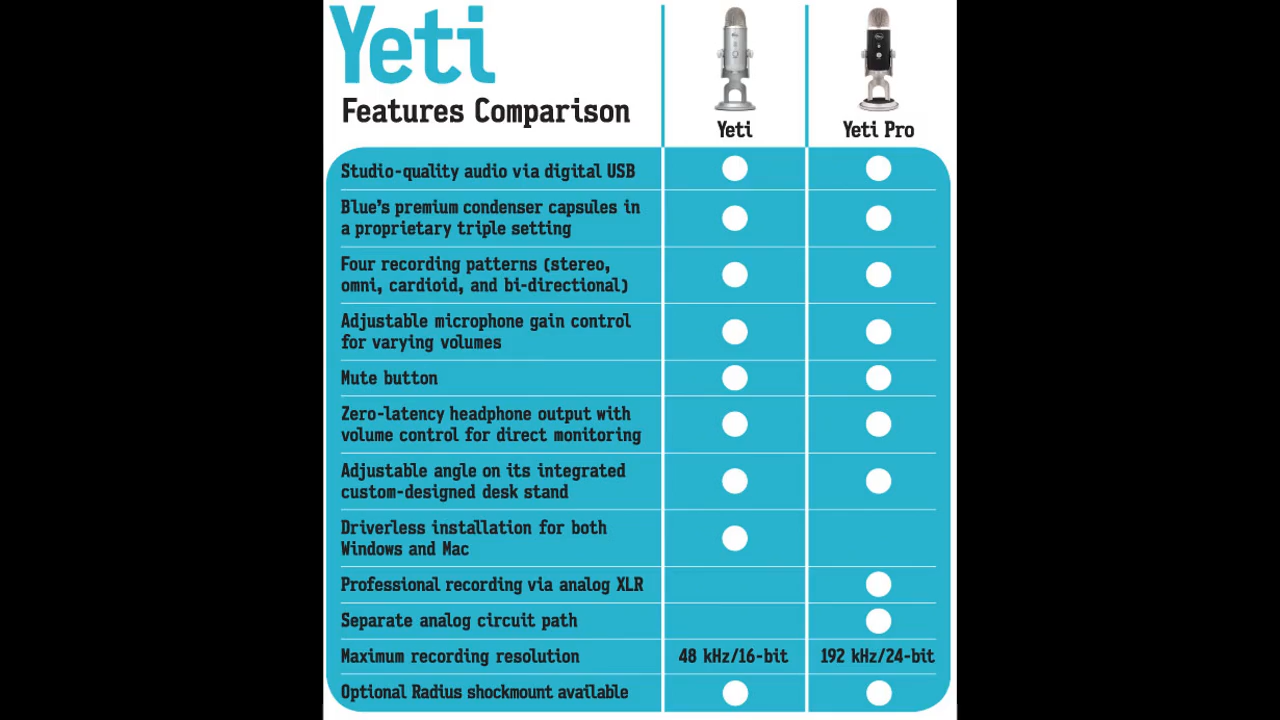 Yeti
Features Comparison
Yeti
Yeti Pro
Studio-quality audio via digital USB
Blue's premium condenser capsules in
a proprietary triple setting
Four recording patterns (stereo,
omni, cardioid, and bi-directional)
Adjustable microphone gain control
for varying volumes
Mute button
Zero-latency headphone output with
volume control for direct monitoring
Adjustable angle on its integrated
custom-designed desk stand
Driverless installation for both
Windows and Mac
Professional recording via analog XLR
Separate analog circuit path
Maximum recording resolution
48 kHz/16-bit
192 kHz/24-bit
Optional Radius shockmount available